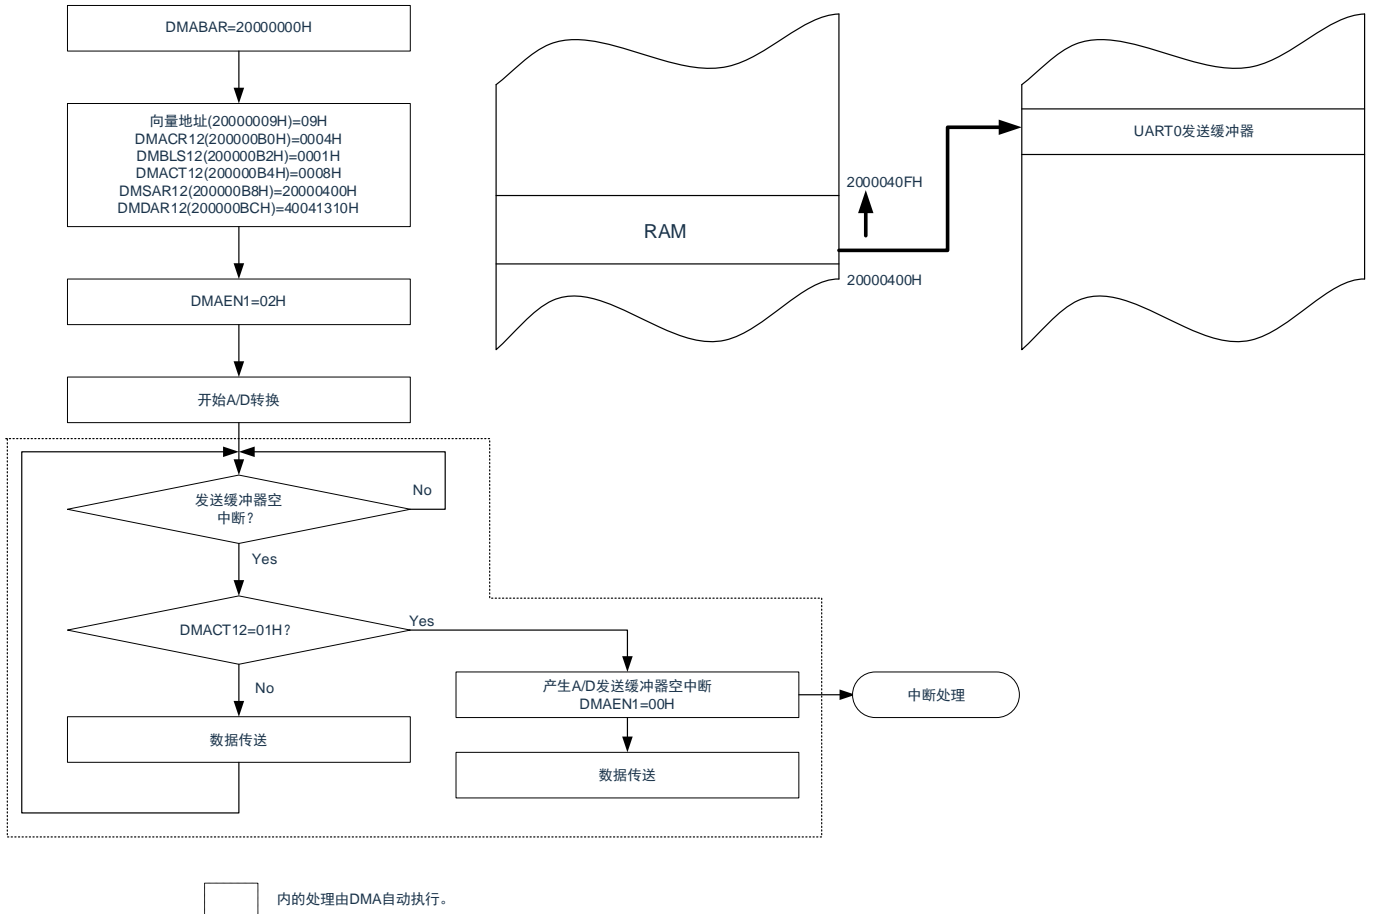 DMABAR=20000000H
向量地址(20000009H)=09H
DMACR12(200000B0H)=0004H
DMBLS12(200000B2H)=0001H
DMACT12(200000B4H)=0008H
DMSAR12(200000B8H)=20000400H
DMDAR12(200000BCH)=40041310H
DMAEN1=02H
开始A/D转换
发送缓冲器空
中断?
No
Yes
DMACT12=01H?
Yes
No
数据传送
产生A/D发送缓冲器空中断
DMAEN1=00H
数据传送
中断处理
RAM
2000040FH
20000400H
UART0发送缓冲器
内的处理由DMA自动执行。